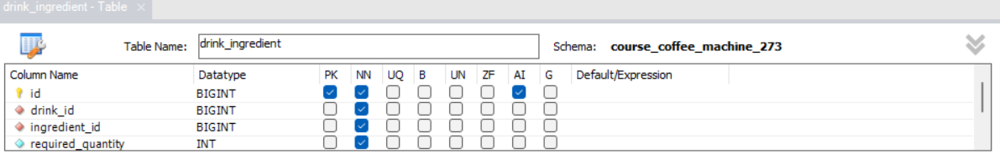 drink_ingredient - Table ×
Table Name: drink_ingredient Schema: course_coffee_machine_273
Column Name Datatype PK NN UQ B UN ZF AI G Default/Expression
id BIGINT
drink_id BIGINT
ingredient_id BIGINT
required_quantity INT